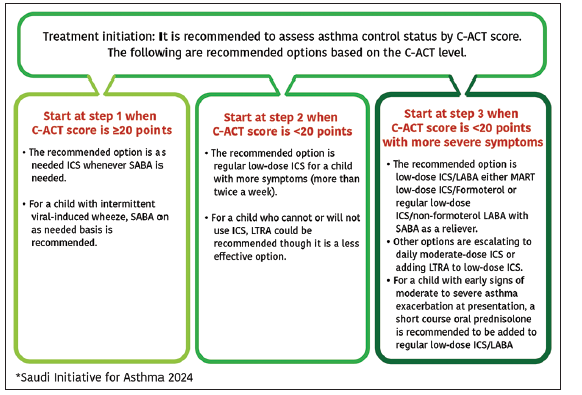 Treatment initiation: It is recommended to assess asthma control status by C-ACT score.
The following are recommended options based on the C-ACT level.
Start at step 1 when
C-ACT score is ≥20 points
• The recommended option is as
needed ICS whenever SABA is
needed.
• For a child with intermittent
viral-induced wheeze, SABA on
as needed basis is
recommended.
Start at step 2 when
C-ACT score is <20 points
• The recommended option is
regular low-dose ICS for a child
with more symptoms (more than
twice a week).
• For a child who cannot or will not
use ICS, LTRA could be
recommended though it is a less
effective option.
Start at step 3 when
C-ACT score is <20 points
with more severe symptoms
• The recommended option is
low-dose ICS/LABA either MART
low-dose ICS/Formoterol or
regular low-dose
ICS/non-formoterol LABA with
SABA as a reliever.
• Other options are escalating to
daily moderate-dose ICS or
adding LTRA to low-dose ICS.
• For a child with early signs of
moderate to severe asthma
exacerbation at presentation, a
short course oral prednisolone
is recommended to be added to
regular low-dose ICS/LABA
*Saudi Initiative for Asthma 2024